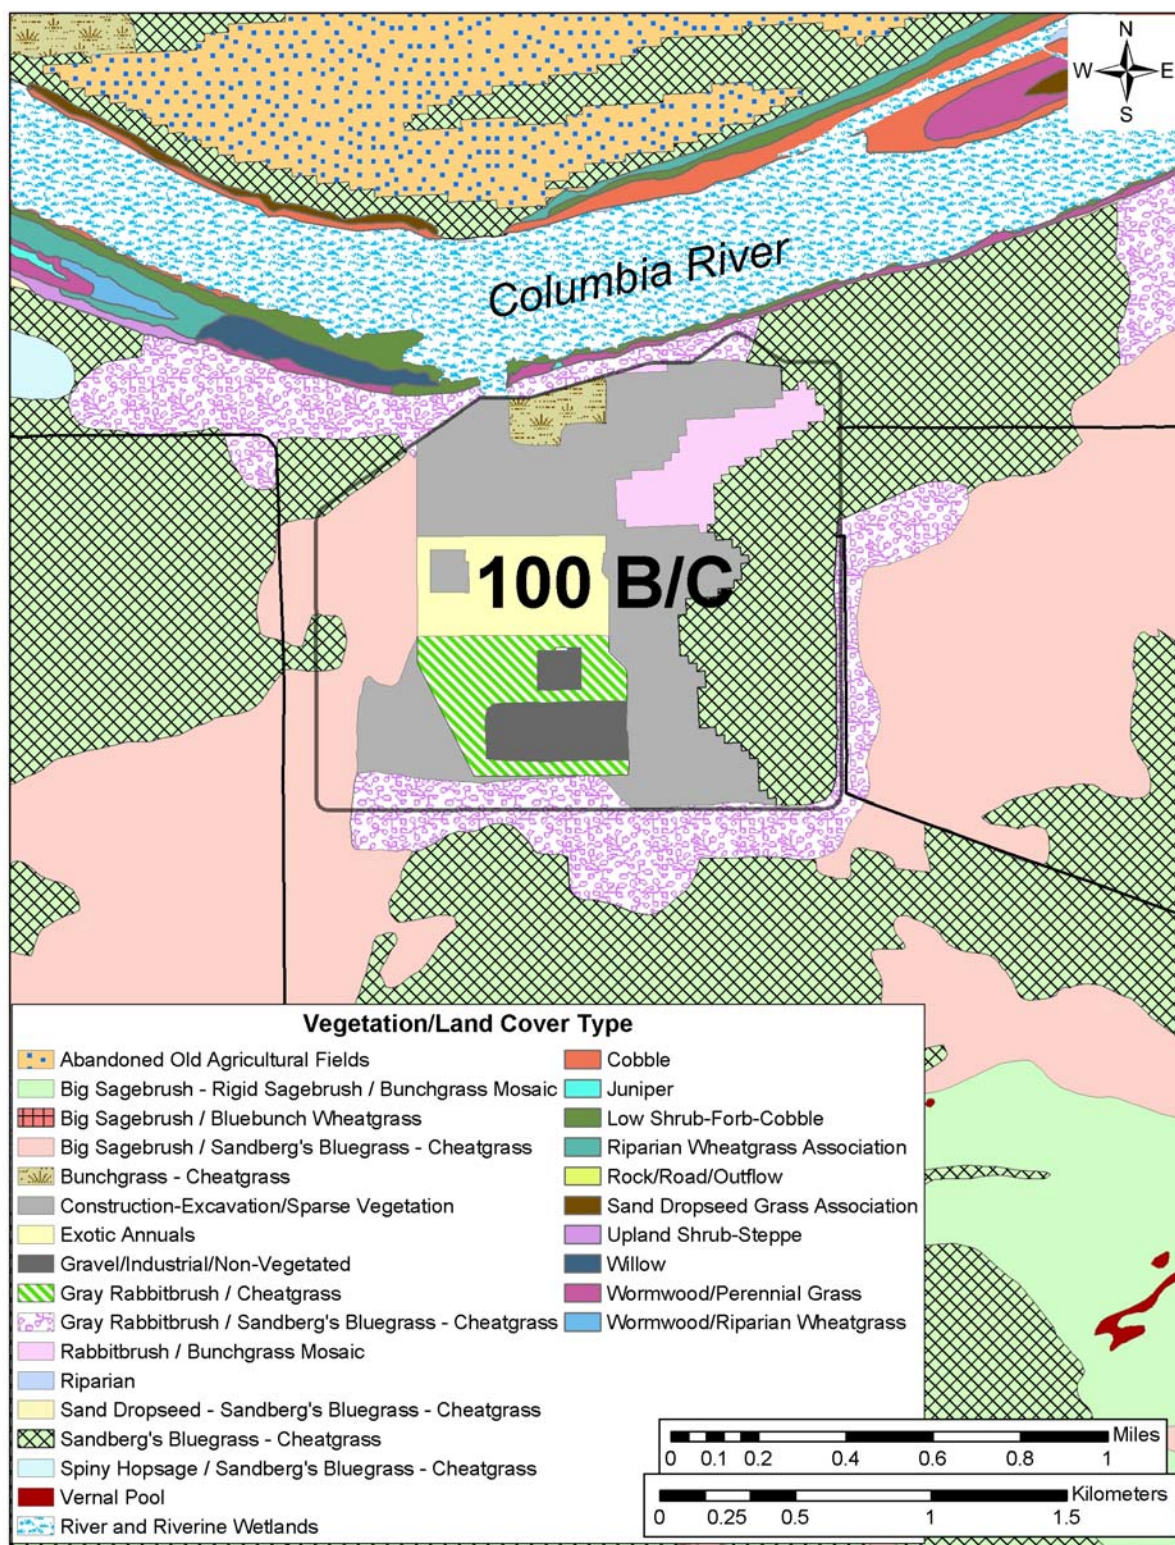 N
W E
S
Columbia River
100 B/C
Vegetation/Land Cover Type
Abandoned Old Agricultural Fields
Big Sagebrush - Rigid Sagebrush / Bunchgrass Mosaic
Big Sagebrush / Bluebunch Wheatgrass
Big Sagebrush / Sandberg's Bluegrass - Cheatgrass
Bunchgrass - Cheatgrass
Construction-Excavation/Sparse Vegetation
Exotic Annuals
Gravel/Industrial/Non-Vegetated
Gray Rabbitbrush / Cheatgrass
Gray Rabbitbrush / Sandberg's Bluegrass - Cheatgrass
Rabbitbrush / Bunchgrass Mosaic
Riparian
Sand Dropseed - Sandberg's Bluegrass - Cheatgrass
Sandberg's Bluegrass - Cheatgrass
Spiny Hopsage / Sandberg's Bluegrass - Cheatgrass
Vernal Pool
River and Riverine Wetlands
Cobble
Juniper
Low Shrub-Forb-Cobble
Riparian Wheatgrass Association
Rock/Road/Outflow
Sand Dropseed Grass Association
Upland Shrub-Steppe
Willow
Wormwood/Perennial Grass
Wormwood/Riparian Wheatgrass
Miles
0 0.1 0.2 0.4 0.6 0.8 1
Kilometers
0 0.25 0.5 1 1.5